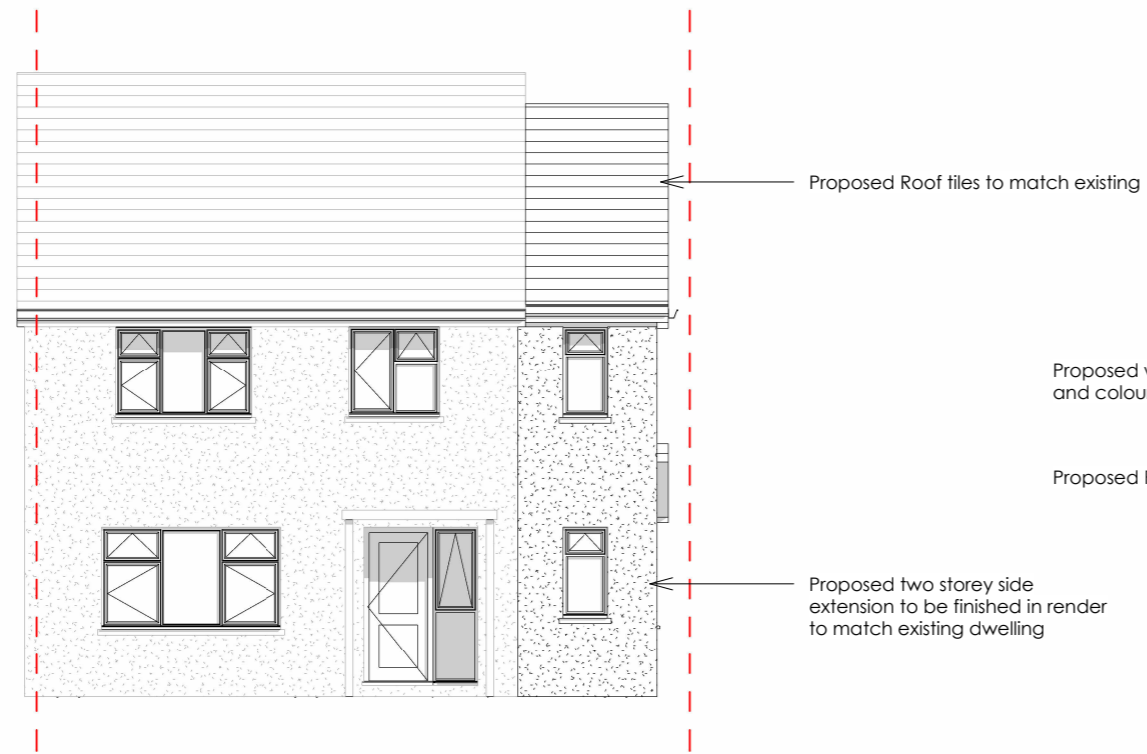 Proposed Roof tiles to match existing
Proposed
and
Proposed
Proposed two storey side
extension to be finished in render
to match existing dwelling